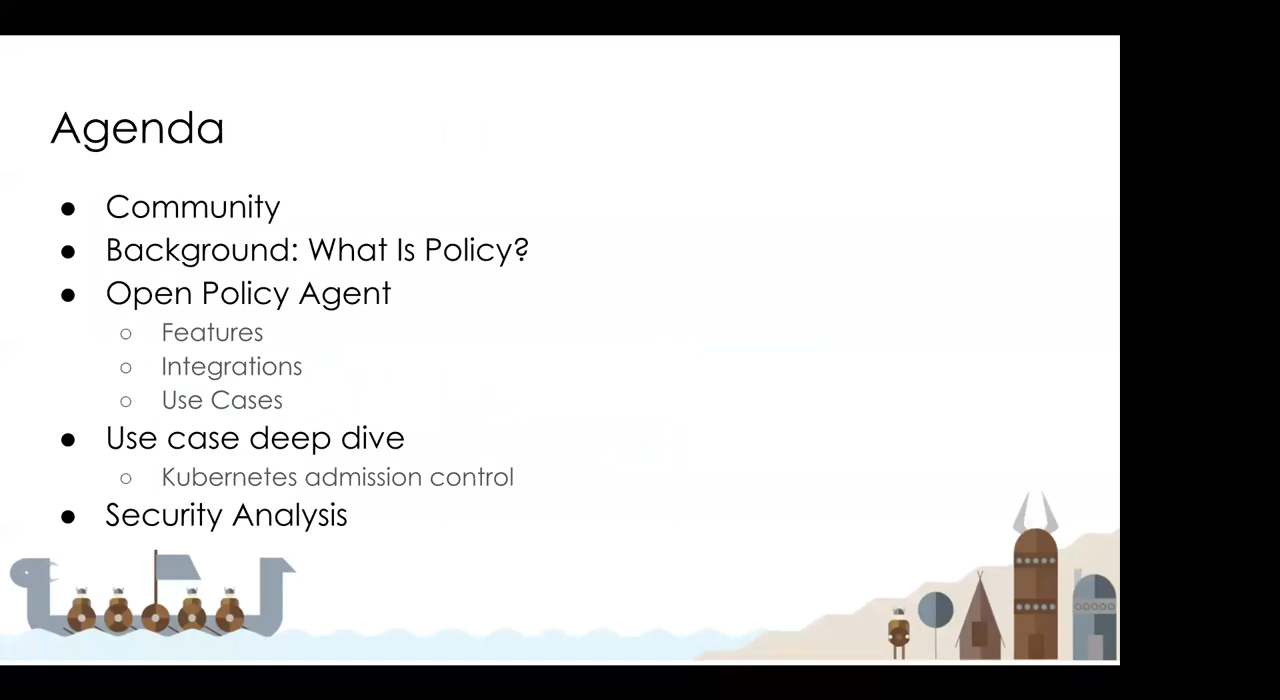 Agenda
● Community
● Background: What Is Policy?
● Open Policy Agent
○ Features
○ Integrations
○ Use Cases
● Use case deep dive
○ Kubernetes admission control
● Security Analysis